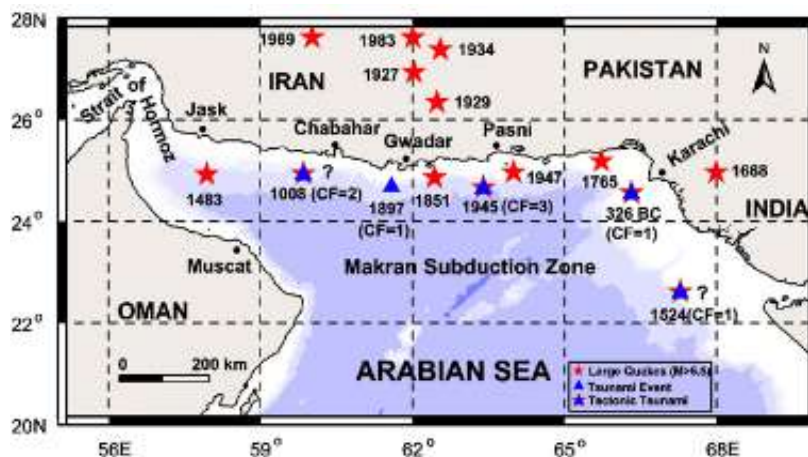 28N
1969
1983
1934
N
IRAN
1927
PAKISTAN
1929
Strait of
Hormoz
26°
Jask
Chabahar
Gwadar
Pasni
Karachi
1483
1008 (CF=2)
?
1897
(CF=1)
1851
1945 (CF=3)
1947
1765
326 BC
(CF=1)
1688
INDIA
24°
Muscat
Makran Subduction Zone
?
1524(CF=1)
OMAN
22°
0
200 km
ARABIAN SEA
Large Quakes (M>6.5)
Tsunami Event
Tectonic Tsunami
20N
56E
59°
62°
65°
68E